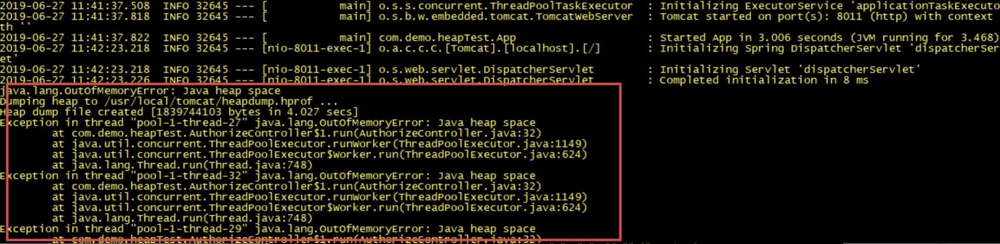 2019-06-27 11:41:37.508  INFO 32645 --- [           main] o.s.s.concurrent.ThreadPoolTaskExecutor  : Initializing ExecutorService 'applicationTaskExecuto
2019-06-27 11:41:37.818  INFO 32645 --- [           main] o.s.b.w.embedded.tomcat.TomcatWebServer  : Tomcat started on port(s): 8011 (http) with context
th ''
2019-06-27 11:41:37.822  INFO 32645 --- [           main] com.demo.heapTest.App                    : Started App in 3.006 seconds (JVM running for 3.468)
2019-06-27 11:42:23.218  INFO 32645 --- [nio-8011-exec-1] o.a.c.c.C.[Tomcat].[localhost].[/]       : Initializing Spring DispatcherServlet 'dispatcherSer
et'
2019-06-27 11:42:23.218  INFO 32645 --- [nio-8011-exec-1] o.s.web.servlet.DispatcherServlet        : Initializing Servlet 'dispatcherServlet'
2019-06-27 11:42:23.226  INFO 32645 --- [nio-8011-exec-1] o.s.web.servlet.DispatcherServlet        : Completed initialization in 8 ms
java.lang.OutOfMemoryError: Java heap space
Dumping heap to /usr/local/tomcat/heapdump.hprof ...
Heap dump file created [1839744103 bytes in 4.027 secs]
Exception in thread "pool-1-thread-27" java.lang.OutOfMemoryError: Java heap space
        at com.demo.heapTest.AuthorizeController$1.run(AuthorizeController.java:32)
        at java.util.concurrent.ThreadPoolExecutor.runWorker(ThreadPoolExecutor.java:1149)
        at java.util.concurrent.ThreadPoolExecutor$Worker.run(ThreadPoolExecutor.java:624)
        at java.lang.Thread.run(Thread.java:748)
Exception in thread "pool-1-thread-32" java.lang.OutOfMemoryError: Java heap space
        at com.demo.heapTest.AuthorizeController$1.run(AuthorizeController.java:32)
        at java.util.concurrent.ThreadPoolExecutor.runWorker(ThreadPoolExecutor.java:1149)
        at java.util.concurrent.ThreadPoolExecutor$Worker.run(ThreadPoolExecutor.java:624)
        at java.lang.Thread.run(Thread.java:748)
Exception in thread "pool-1-thread-29" java.lang.OutOfMemoryError: Java heap space
        at com.demo.heapTest.AuthorizeController$1.run(AuthorizeController.java:32)